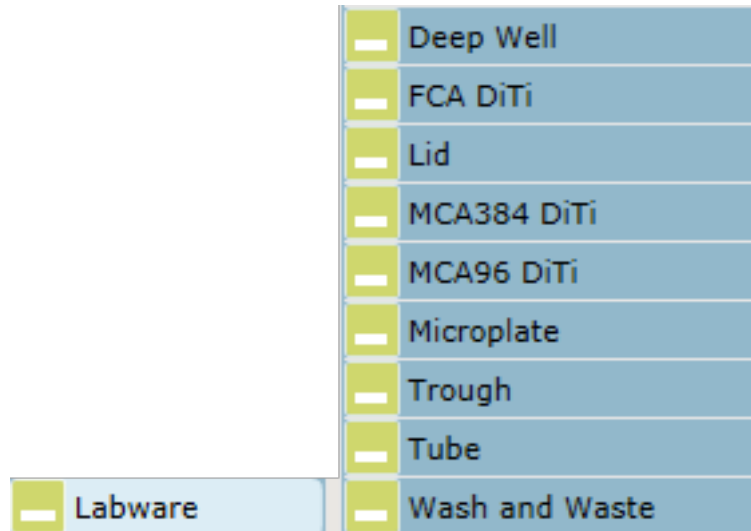 Deep Well
FCA DiTi
Lid
MCA384 DiTi
MCA96 DiTi
Microplate
Trough
Tube
Labware
Wash and Waste